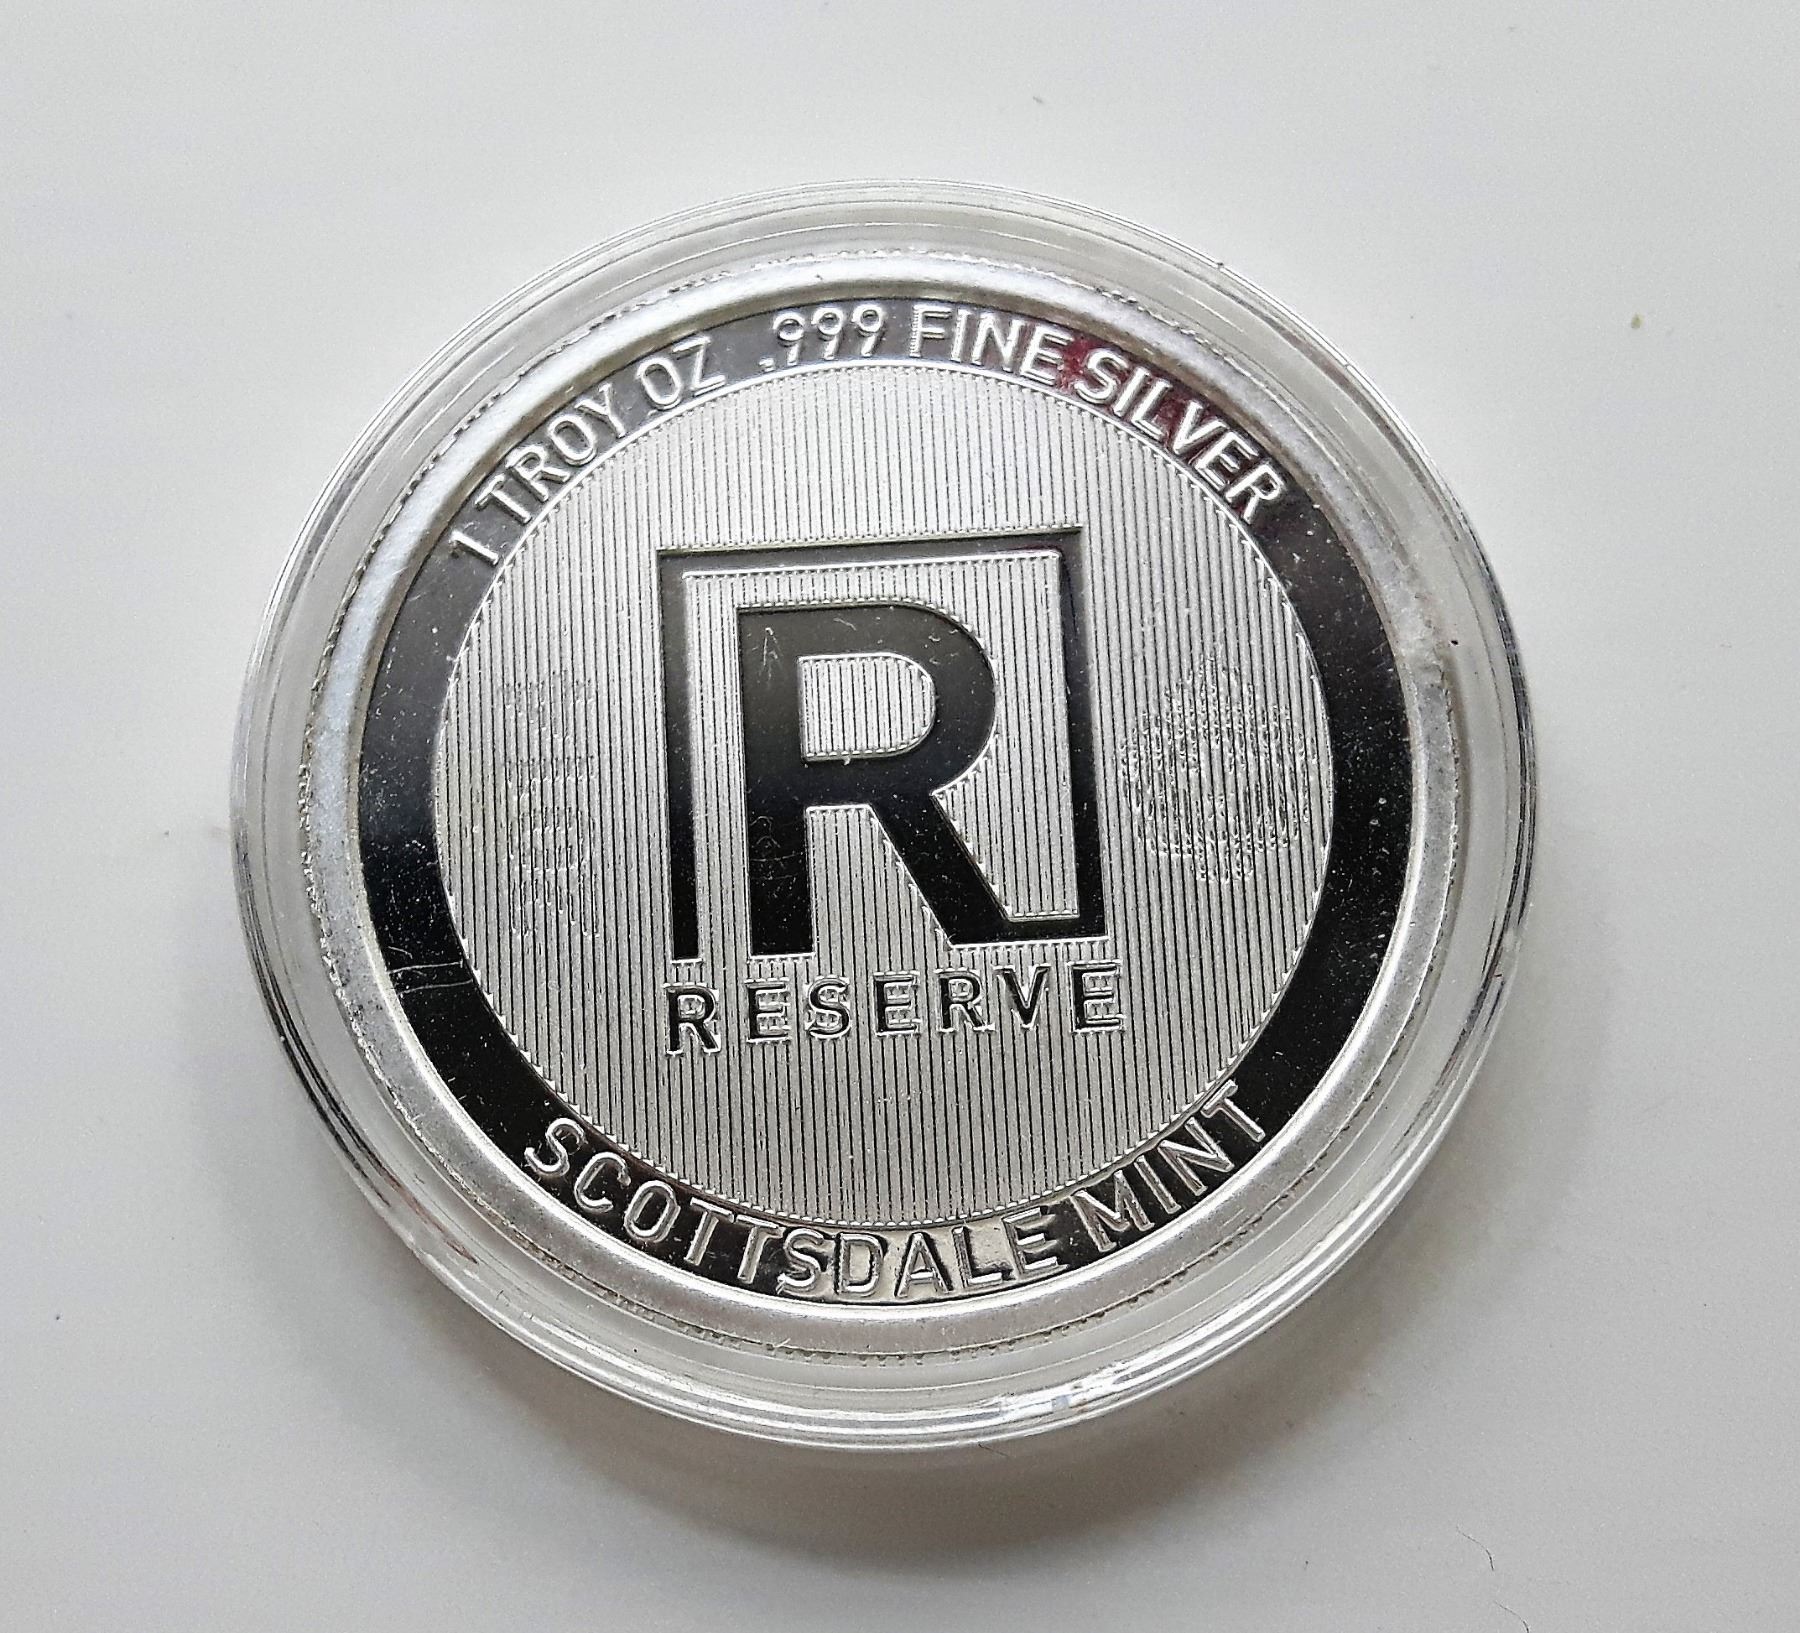 1 TROY OZ .999 FINE SILVER
R
RESERVE
SCOTTSDALE MINT